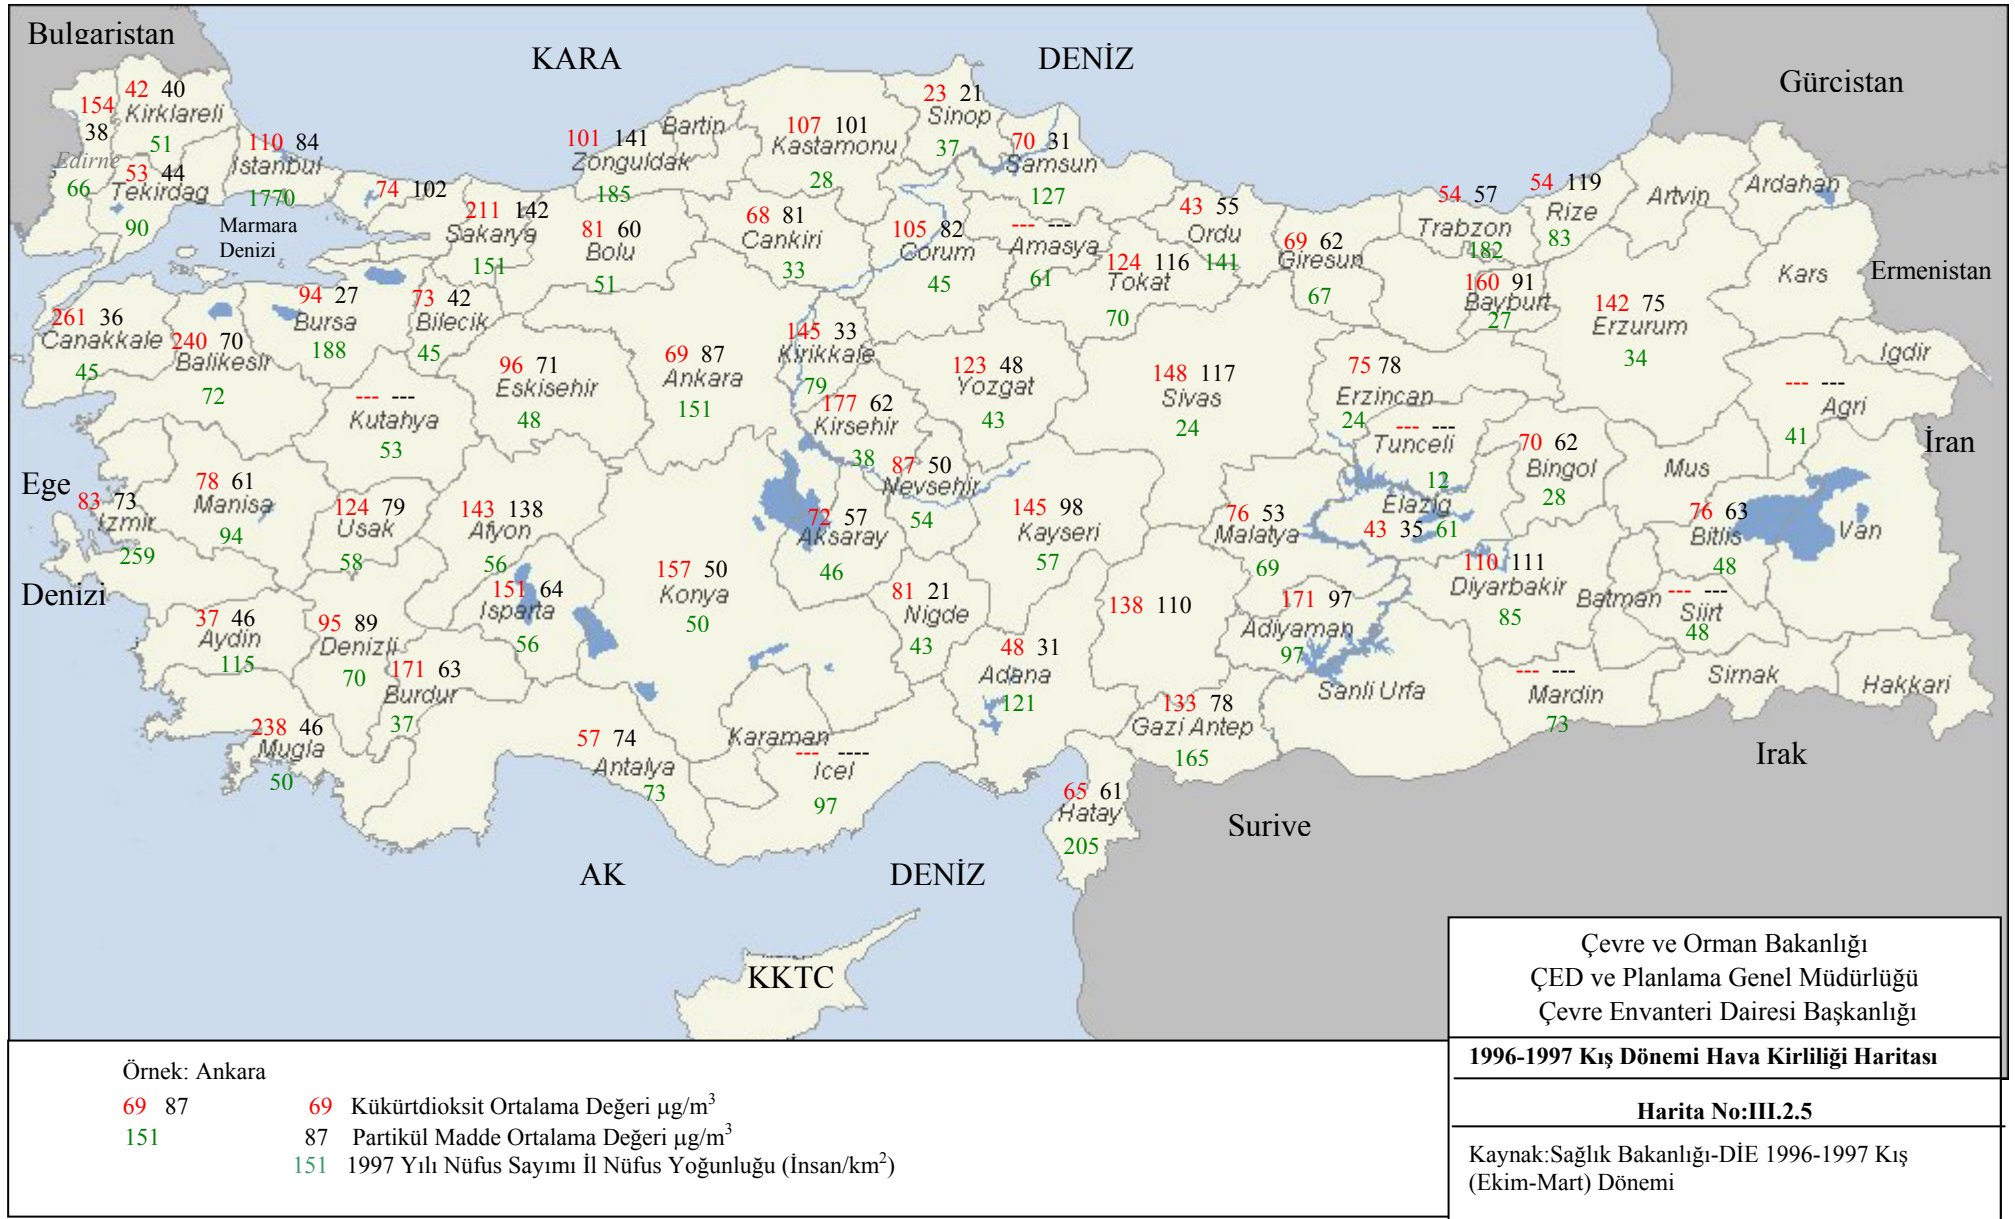 Bulgaristan
KARA DENİZ
Gürcistan
42 40
Kirklareli
51
154
38
Edirne
66
53 44
Tekirdag
90
110 84
Istanbul
1770
Marmara
Denizi
74 102
211 142
Sakarya
151
101 141
Zonguldak
185
Bartin
81 60
Bolu
51
107 101
Kastamonu
28
68 81
Cankiri
33
23 21
Sinop
37
70 31
Samsun
127
105 82
Corum
45
--- ---
Amasya
61
124 116
Tokat
70
43 55
Ordu
141
69 62
Giresun
67
54 57
Trabzon
182
54 119
Rize
83
Artvin
Ardahan
Kars
Ermenistan
160 91
Bayburt
27
142 75
Erzurum
34
Igdir
--- ---
Agri
41
İran
261 36
Canakkale
45
240 70
Balikesir
72
94 27
Bursa
188
73 42
Bilecik
45
96 71
Eskisehir
48
--- ---
Kutahya
53
69 87
Ankara
151
145 33
Kirikkale
79
177 62
Kirsehir
38
123 48
Yozgat
43
148 117
Sivas
24
75 78
Erzincan
24
--- ---
Tunceli
12
70 62
Bingol
28
Mus
76 63
Bitlis
48
Van
Ege
Denizi
83 73
Izmir
259
78 61
Manisa
94
124 79
Usak
58
143 138
Afyon
56
151 64
Isparta
56
157 50
Konya
50
72 57
Aksaray
46
87 50
Nevsehir
54
145 98
Kayseri
57
81 21
Nigde
43
76 53
Malatya
69
Elazig
43 35 61
110 111
Diyarbakir
85
Batman
--- ---
Siirt
48
37 46
Aydin
115
95 89
Denizli
70
171 63
Burdur
37
238 46
Mugla
50
57 74
Antalya
73
Karaman
--- ----
Icel
97
48 31
Adana
121
138 110
171 97
Adiyaman
97
133 78
Gazi Antep
165
Sanli Urfa
--- ---
Mardin
73
Sirnak
Hakkari
65 61
Hatay
205
Surive
Irak
AK DENİZ
KKTC
Çevre ve Orman Bakanlığı
ÇED ve Planlama Genel Müdürlüğü
Çevre Envanteri Dairesi Başkanlığı
1996-1997 Kış Dönemi Hava Kirliliği Haritası
Harita No:III.2.5
Kaynak:Sağlık Bakanlığı-DİE 1996-1997 Kış
(Ekim-Mart) Dönemi
Örnek: Ankara
69 87
151
69 Kükürtdioksit Ortalama Değeri µg/m³
87 Partikül Madde Ortalama Değeri µg/m³
151 1997 Yılı Nüfus Sayımı İl Nüfus Yoğunluğu (İnsan/km²)